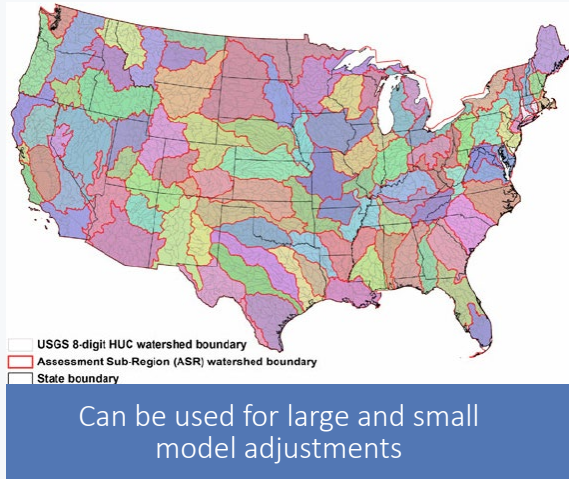 USGS 8-digit HUC watershed boundary
Assessment Sub-Region (ASR) watershed boundary
State boundary
Can be used for large and small
model adjustments